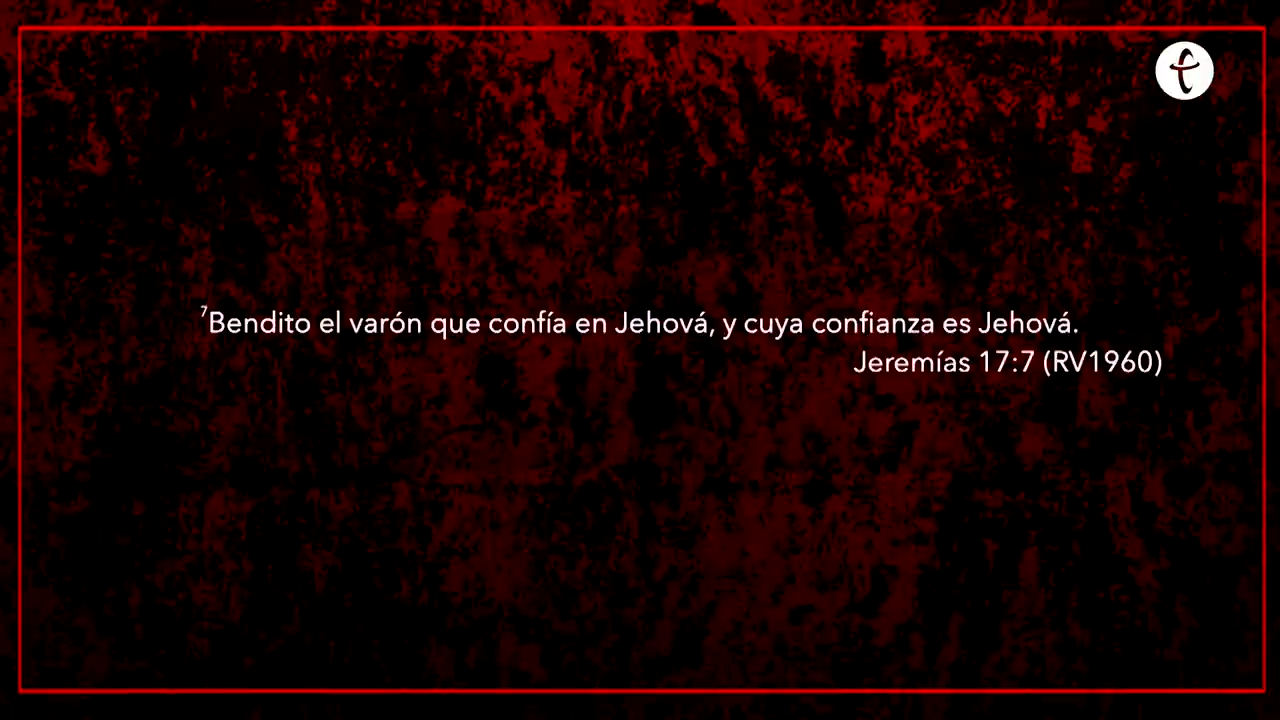 ⁷Bendito el varón que confía en Jehová, y cuya confianza es Jehová.
Jeremías 17:7 (RV1960)